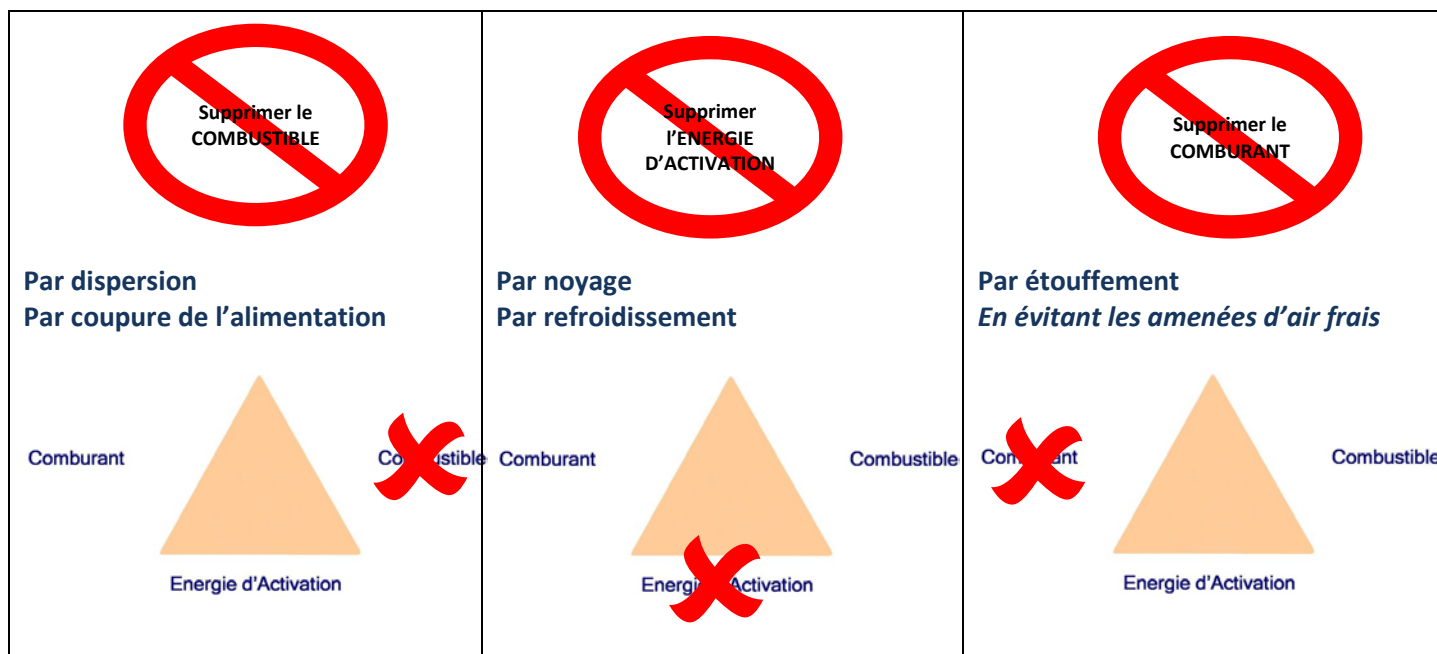 Supprimer le
COMBUSTIBLE
Par dispersion
Par coupure de l'alimentation
Comburant
Combustible
Energie d'Activation
Supprimer
l'ENERGIE
D'ACTIVATION
Par noyage
Par refroidissement
Comburant
Combustible
Energie d'Activation
Supprimer le
COMBURANT
Par étouffement
En évitant les amenées d'air frais
Comburant
Combustible
Energie d'Activation